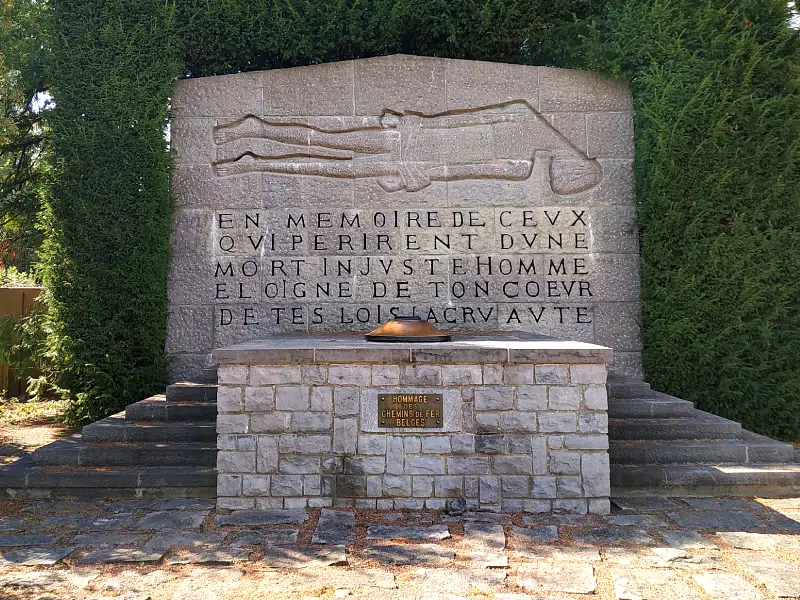 EN MEMOIRE DE CEVX
QVI PERIRENT DVNE
MORT INJVSTE HOMME
ELOIGNE DE TON COEVR
DE TES LOIS LA CRVAVTE
HOMMAGE
DES
CHEMINS DE FER
BELGES